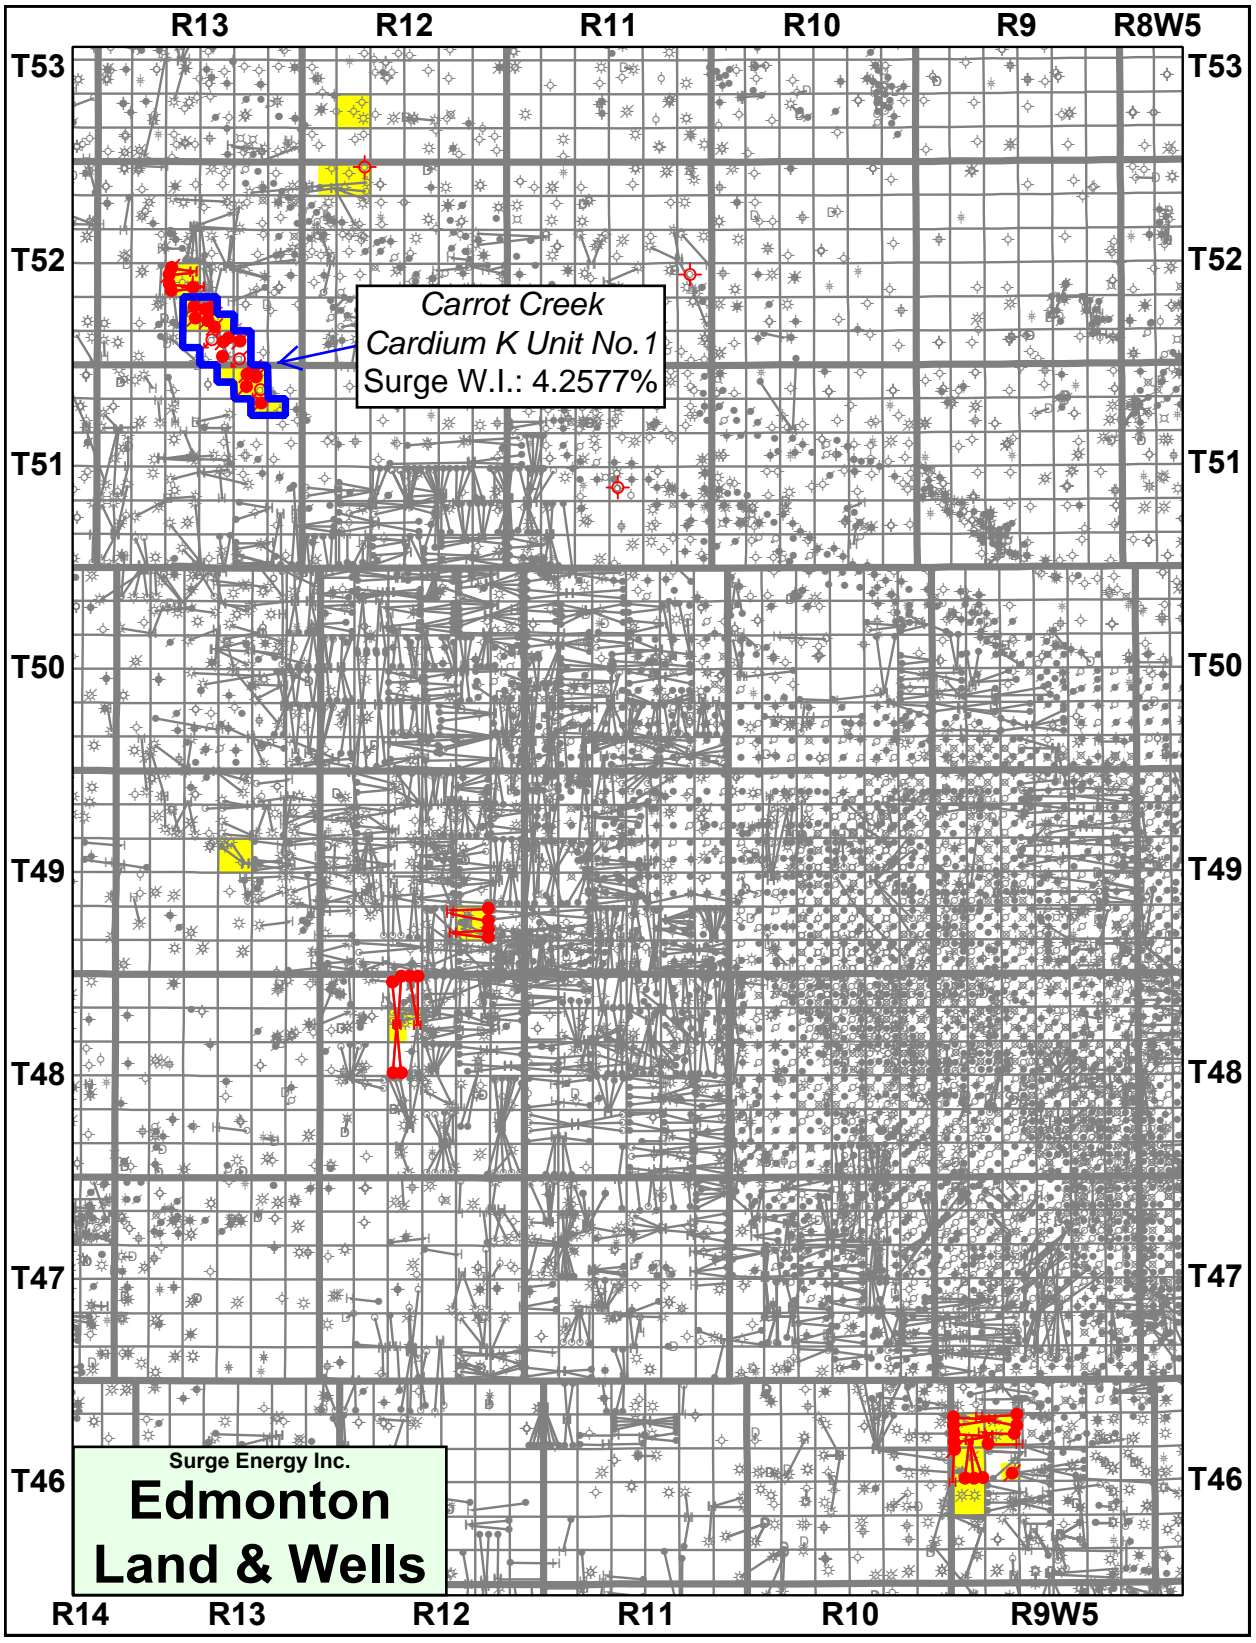 R13 R12 R11 R10 R9 R8W5
T53 T53
T52 T52
Carrot Creek
Cardium K Unit No.1
Surge W.I.: 4.2577%
T51 T51
T50 T50
T49 T49
T48 T48
T47 T47
T46 T46
Surge Energy Inc.
Edmonton
Land & Wells
R14 R13 R12 R11 R10 R9W5